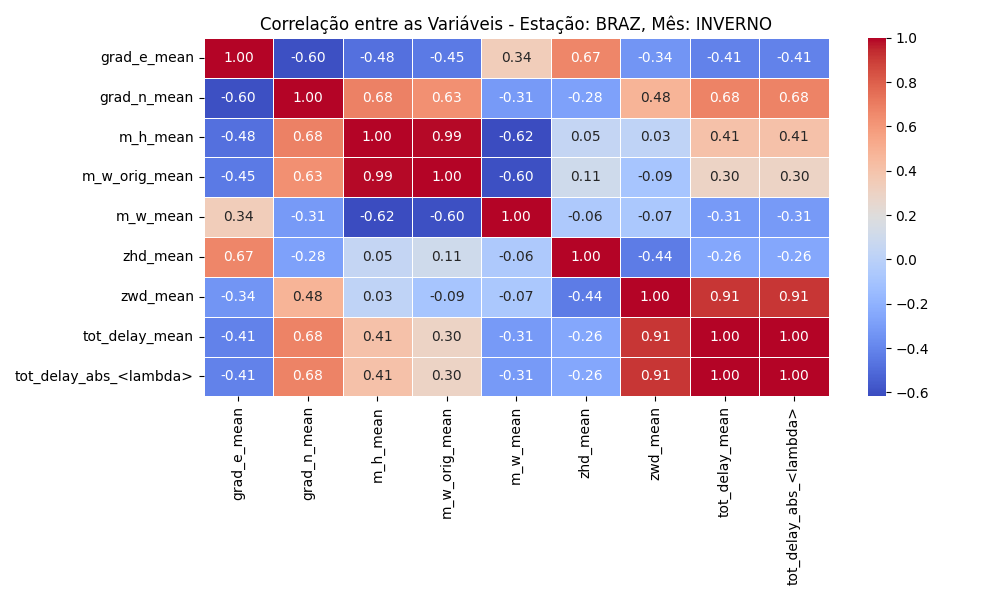 Correlação entre as Variáveis - Estação: BRAZ, Mês: INVERNO
grad_e_mean 1.00 -0.60 -0.48 -0.45 0.34 0.67 -0.34 -0.41 -0.41
grad_n_mean -0.60 1.00 0.68 0.63 -0.31 -0.28 0.48 0.68 0.68
m_h_mean -0.48 0.68 1.00 0.99 -0.62 0.05 0.03 0.41 0.41
m_w_orig_mean -0.45 0.63 0.99 1.00 -0.60 0.11 -0.09 0.30 0.30
m_w_mean 0.34 -0.31 -0.62 -0.60 1.00 -0.06 -0.07 -0.31 -0.31
zhd_mean 0.67 -0.28 0.05 0.11 -0.06 1.00 -0.44 -0.26 -0.26
zwd_mean -0.34 0.48 0.03 -0.09 -0.07 -0.44 1.00 0.91 0.91
tot_delay_mean -0.41 0.68 0.41 0.30 -0.31 -0.26 0.91 1.00 1.00
tot_delay_abs_<lambda> -0.41 0.68 0.41 0.30 -0.31 -0.26 0.91 1.00 1.00
grad_e_mean
grad_n_mean
m_h_mean
m_w_orig_mean
m_w_mean
zhd_mean
zwd_mean
tot_delay_mean
tot_delay_abs_<lambda>
1.0
0.8
0.6
0.4
0.2
0.0
−0.2
−0.4
−0.6